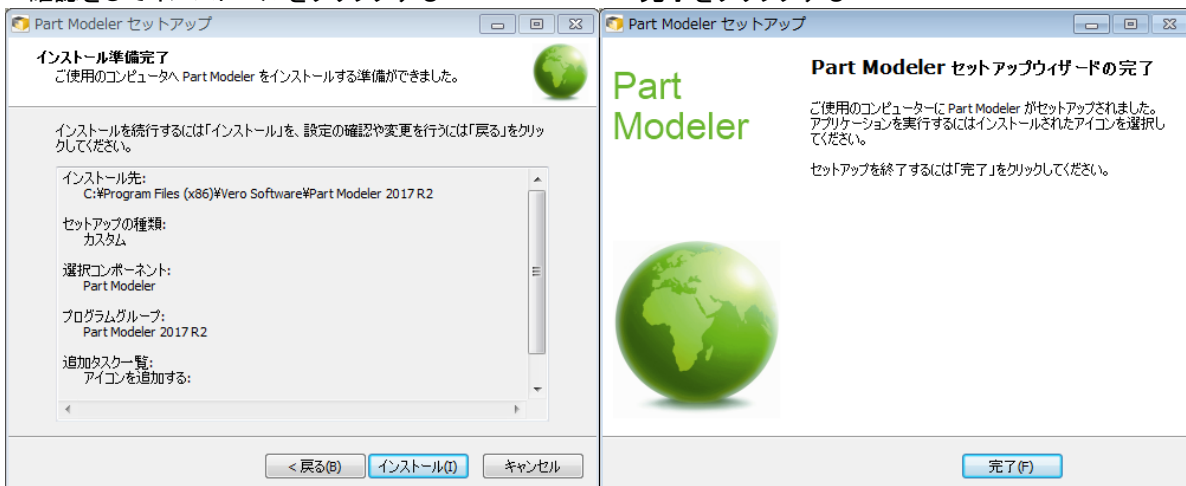 Part Modeler セットアップ
インストール準備完了
ご使用のコンピュータへ Part Modeler をインストールする準備ができました。
インストールを続行するには「インストール」を、設定の確認や変更を行うには「戻る」をクリッ
クしてください。
インストール先:
C:¥Program Files (x86)¥Vero Software¥Part Modeler 2017 R2
セットアップの種類:
カスタム
選択コンポーネント:
Part Modeler
プログラムグループ:
Part Modeler 2017 R2
追加タスク一覧:
アイコンを追加する:
< 戻る(B)
インストール(I)
キャンセル
Part Modeler セットアップ
Part
Modeler
Part Modeler セットアップウィザードの完了
ご使用のコンピューターに Part Modeler がセットアップされました。
アプリケーションを実行するにはインストールされたアイコンを選択し
てください。
セットアップを終了するには「完了」をクリックしてください。
完了(F)